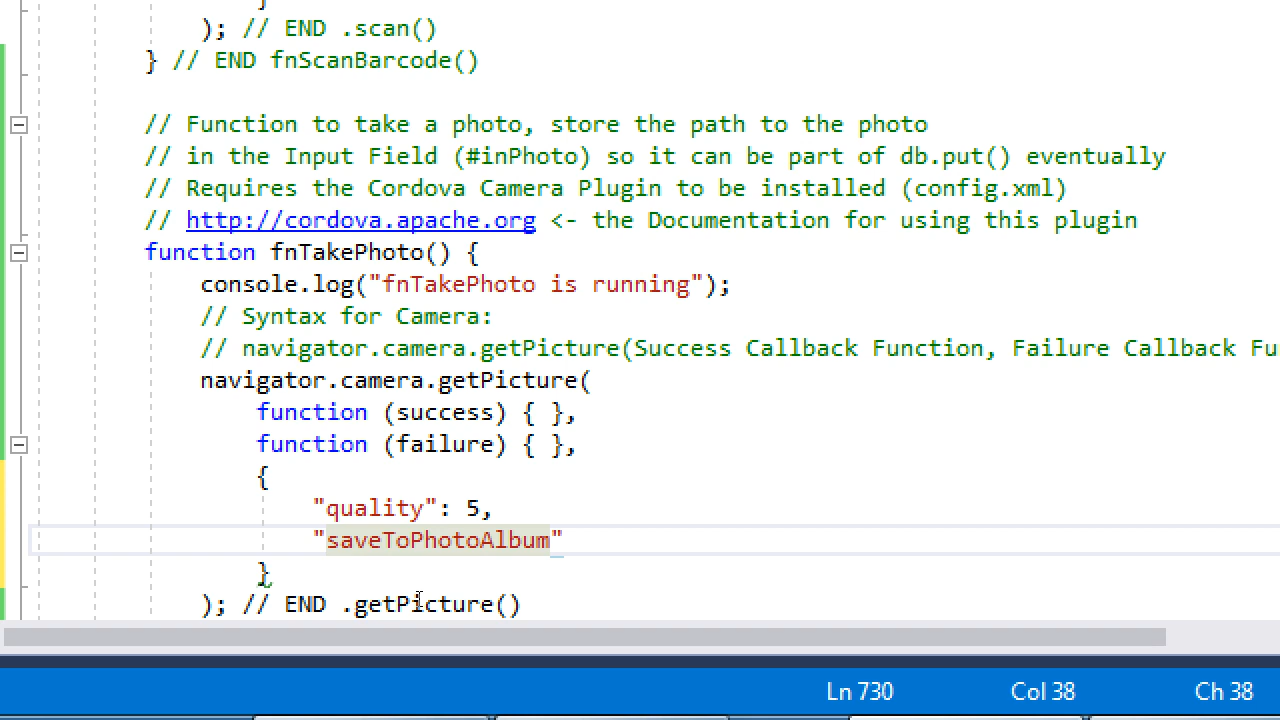 ); // END .scan()
} // END fnScanBarcode()
// Function to take a photo, store the path to the photo
// in the Input Field (#inPhoto) so it can be part of db.put() eventually
// Requires the Cordova Camera Plugin to be installed (config.xml)
// http://cordova.apache.org <- the Documentation for using this plugin
function fnTakePhoto() {
console.log("fnTakePhoto is running");
// Syntax for Camera:
// navigator.camera.getPicture(Success Callback Function, Failure Callback Fu
navigator.camera.getPicture(
function (success) { },
function (failure) { },
{
"quality": 5,
"saveToPhotoAlbum"
}
); // END .getPicture()
Ln 730 Col 38 Ch 38